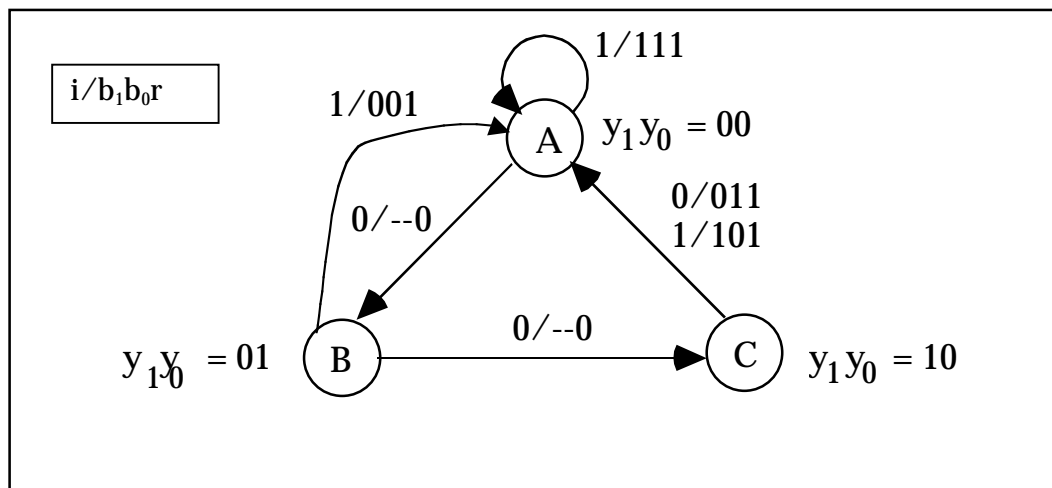 1/111
i/b₁b₀r
1/001
A
y₁y₀ = 00
0/011
1/101
0/--0
0/--0
y₁y₀ = 01
B
C
y₁y₀ = 10